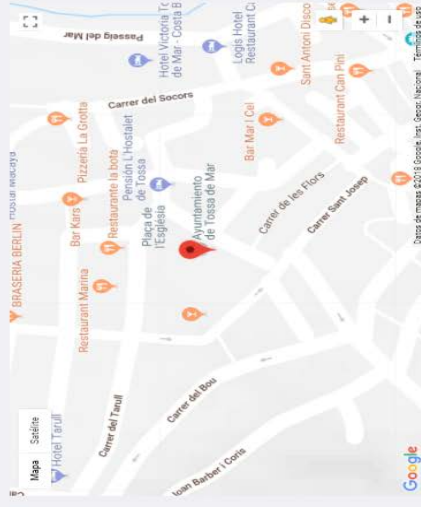 Mapa
Satélite
Hotel Tarull
BRASERIA BERLIN
Hostal Macaya
Passeig del Mar
Hotel Victoria To
de Mar - Costa B
Bar Kars
Pizzeria La Grotta
Carrer del Socors
Logis Hotel
Restaurant C
Restaurant Marina
Restaurante la bota
Pensión L'Hostalet
de Tossa
Plaça de
l'Església
Bar Mar I Cel
Sant Antoni Disco
Carrer del Tarull
Ayuntamiento
de Tossa de Mar
Restaurant Can Pini
Carrer del Bou
Carrer de les Flors
Carrer Sant Josep
Joan Barber i Coris
Google
Datos de mapas ©2019 Google, Inst. Geogr. Nacional
Términos de uso
+
−